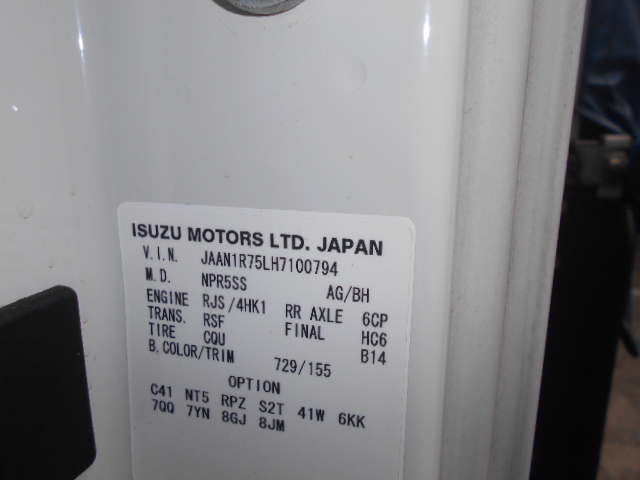 ISUZU MOTORS LTD. JAPAN
V.I.N. JAAN1R75LH7100794
M.D. NPR5SS AG/BH
ENGINE RJS/4HK1 RR AXLE 6CP
TRANS. RSF FINAL HC6
TIRE CQU B14
B.COLOR/TRIM 729/155
OPTION
C41 NT5 RPZ S2T 41W 6KK
7QQ 7YN 8GJ 8JM